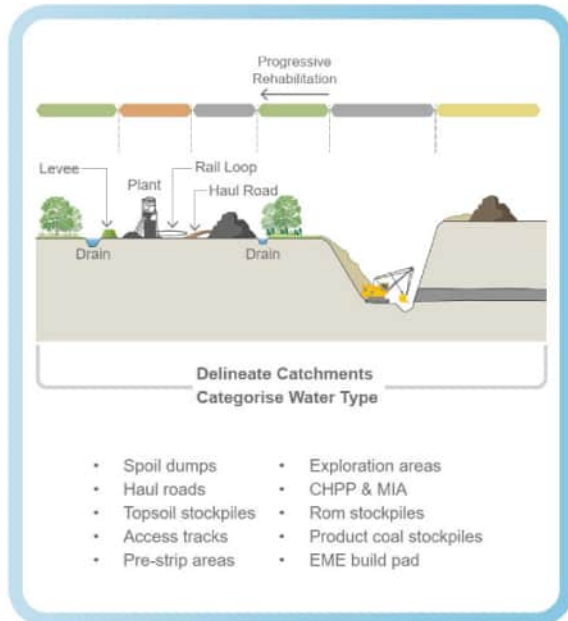 Progressive
Rehabilitation
Levee
Plant
Rail Loop
Haul Road
Drain
Drain
Delineate Catchments
Categorise Water Type
• Spoil dumps
• Haul roads
• Topsoil stockpiles
• Access tracks
• Pre-strip areas
• Exploration areas
• CHPP & MIA
• Rom stockpiles
• Product coal stockpiles
• EME build pad